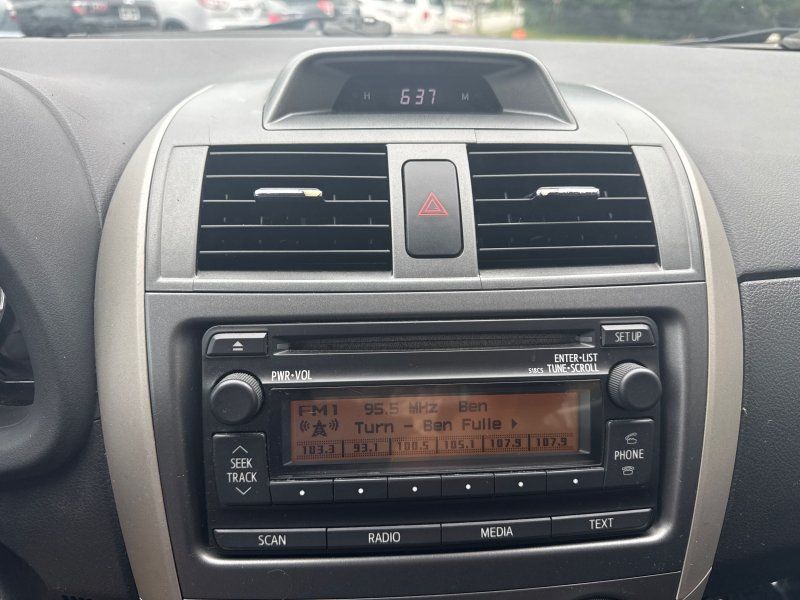 H 637 M
SETUP
ENTER•LIST
PWR•VOL
518CS TUNE•SCROLL
FM1 95.5 MHz Ben
Turn - Ben Fulle
103.3 93.1 100.5 105.1 107.9 107.9
SEEK
TRACK
PHONE
SCAN RADIO MEDIA TEXT